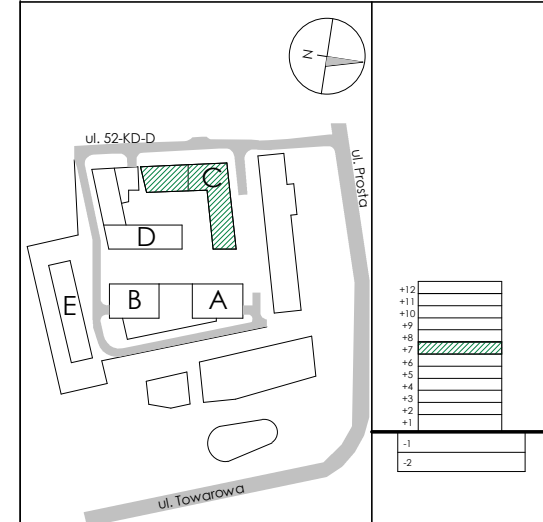 N
ul. 52-KD-D
ul. Prosta
C
D
E
B
A
ul. Towarowa
+12
+11
+10
+9
+8
+7
+6
+5
+4
+3
+2
+1
-1
-2